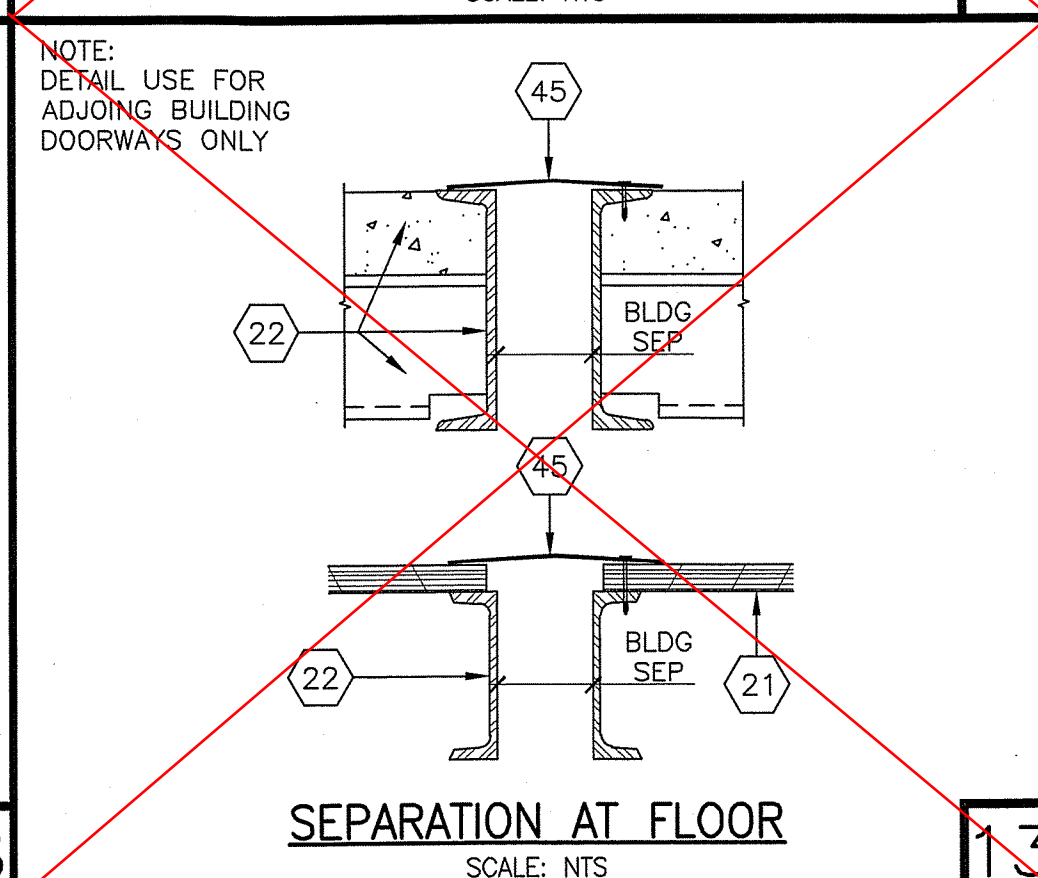 NOTE:
DETAIL USE FOR
ADJOING BUILDING
DOORWAYS ONLY
45
BLDG
SEP
22
45
BLDG
SEP
22
21
SEPARATION AT FLOOR
SCALE: NTS